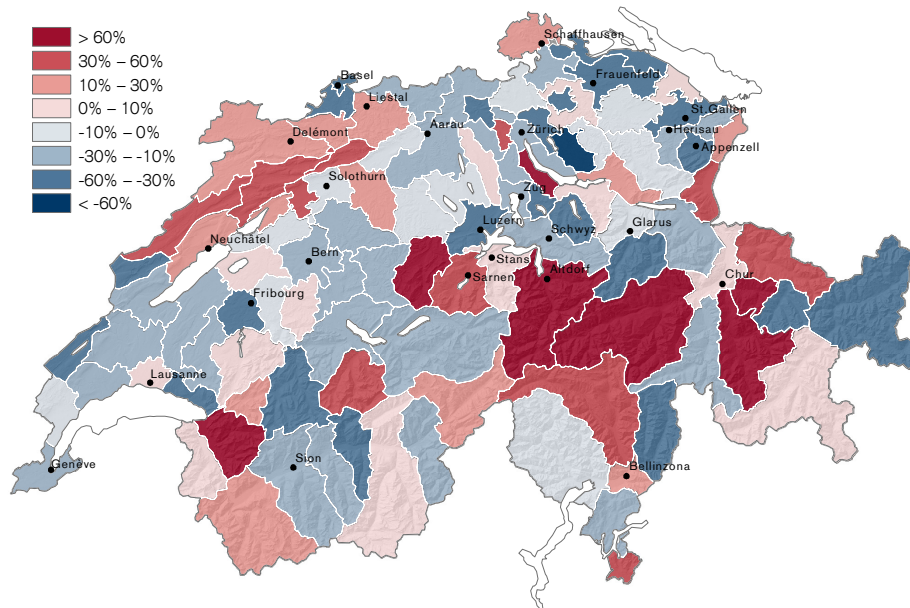 > 60%
30% – 60%
10% – 30%
0% – 10%
-10% – 0%
-30% – -10%
-60% – -30%
< -60%
Schaffhausen
Basel
Frauenfeld
Liestal
St.Gallen
Delémont
Aarau
Zürich
Herisau
Appenzell
Solothurn
Zug
Neuchâtel
Luzern
Schwyz
Glarus
Bern
Stans
Sarnen
Altdorf
Chur
Fribourg
Lausanne
Genève
Sion
Bellinzona